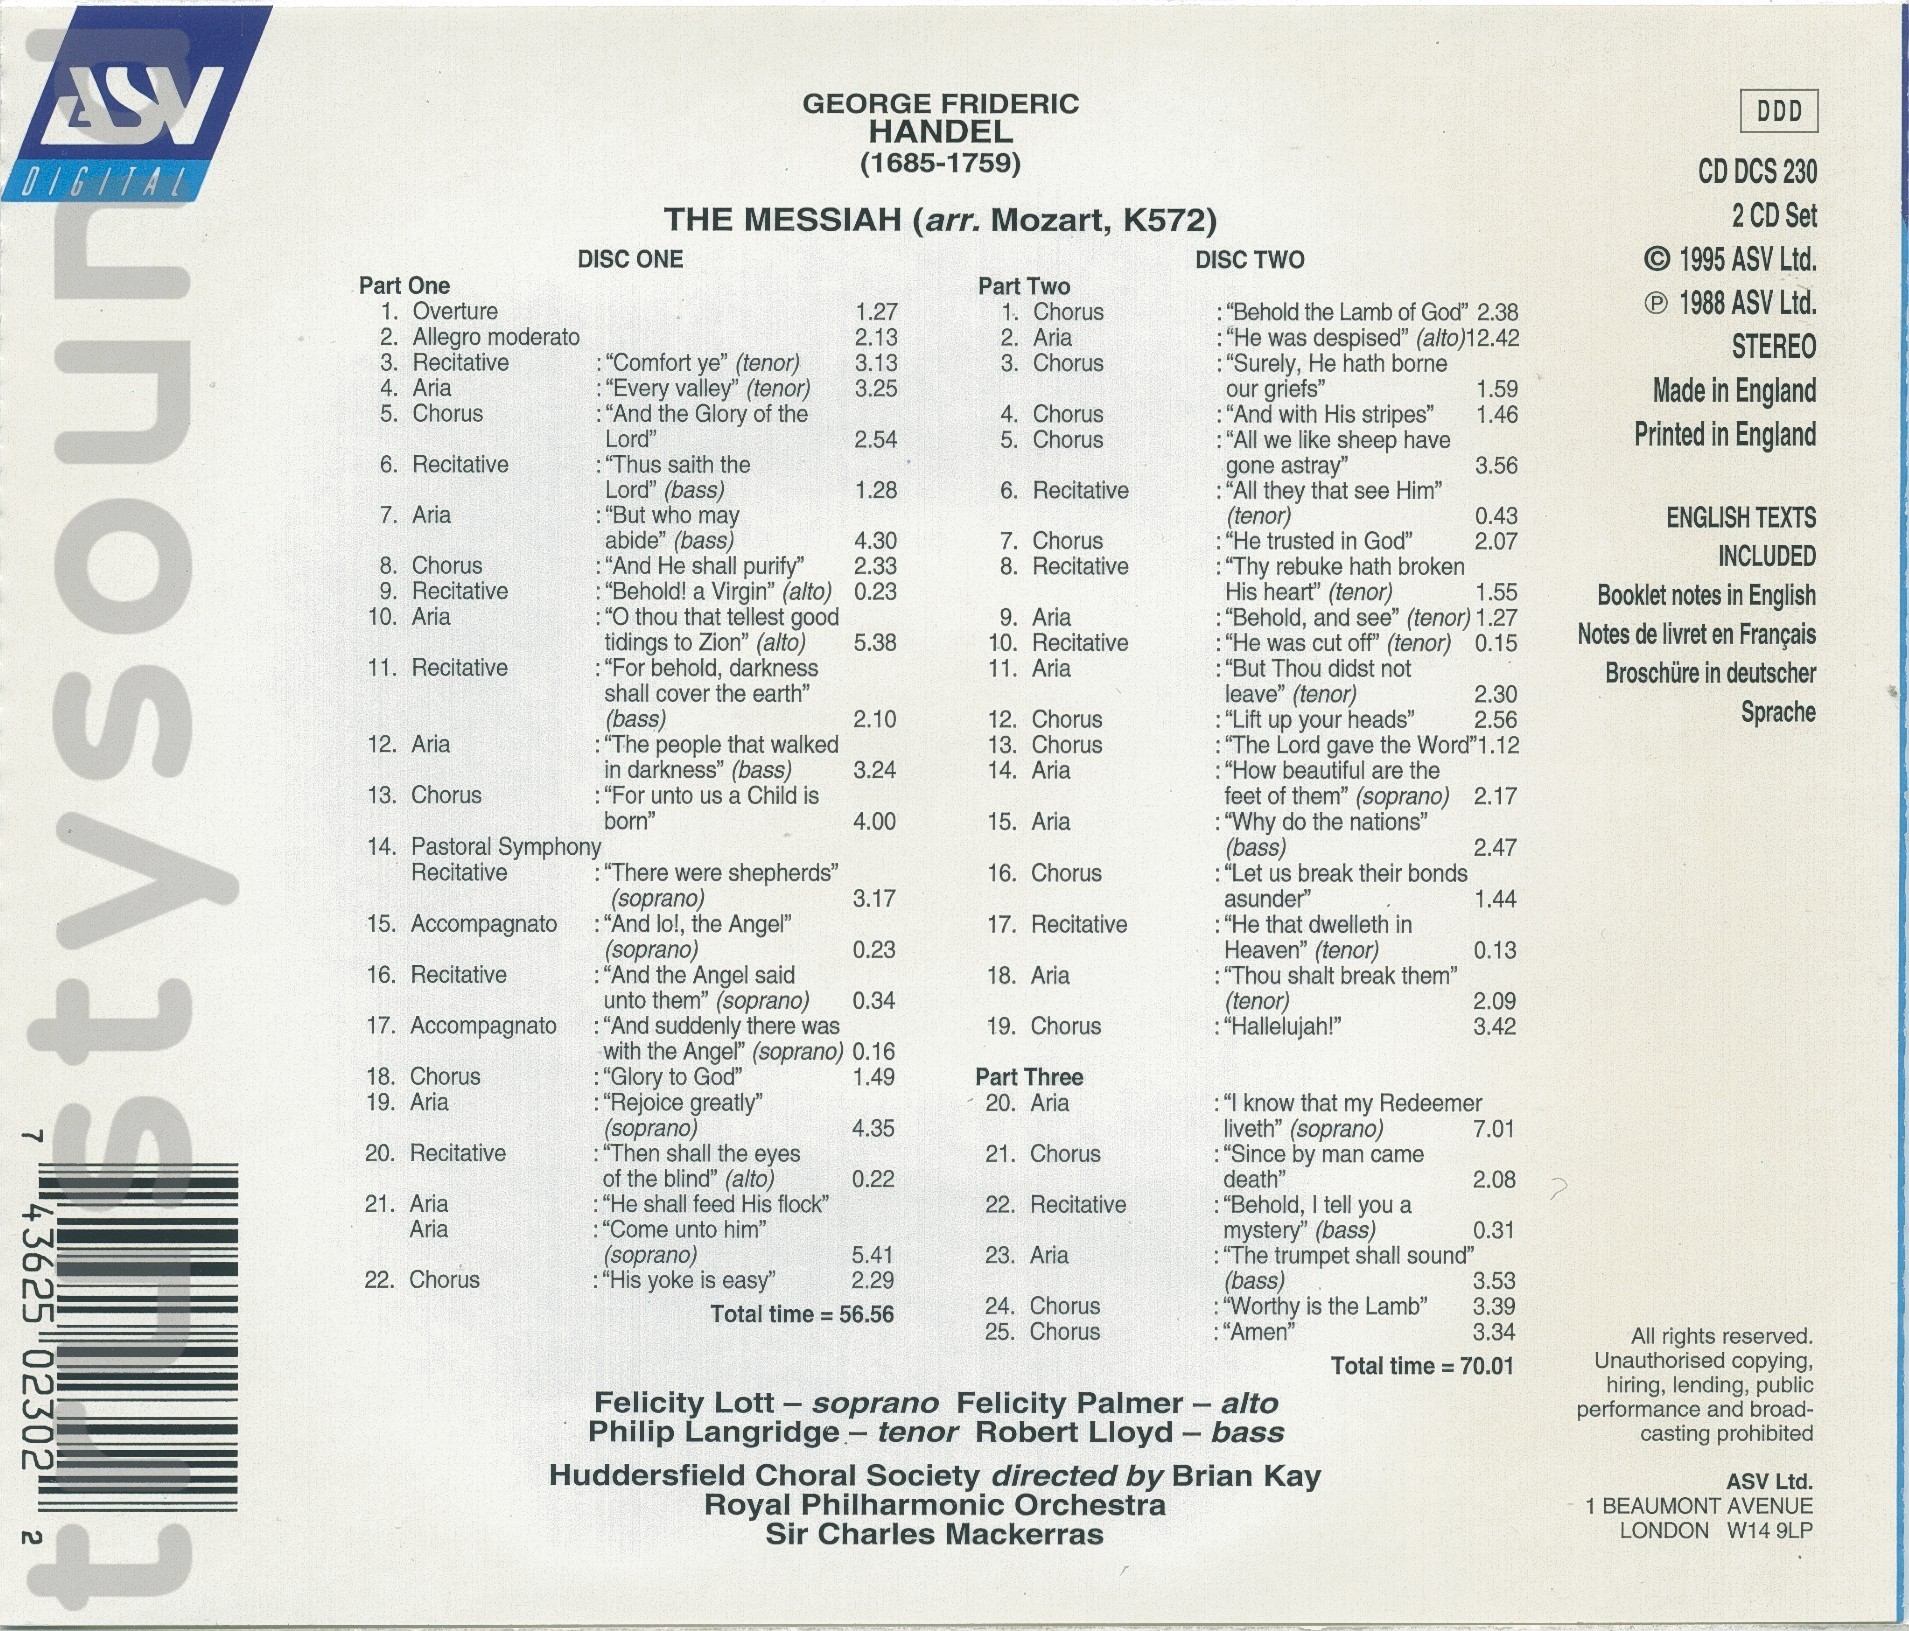 ASV
DIGITAL
trustysound
GEORGE FRIDERIC
HANDEL
(1685-1759)
THE MESSIAH (arr. Mozart, K572)
DISC ONE
Part One
1. Overture 1.27
2. Allegro moderato 2.13
3. Recitative : “Comfort ye” (tenor) 3.13
4. Aria : “Every valley” (tenor) 3.25
5. Chorus : “And the Glory of the
Lord” 2.54
6. Recitative : “Thus saith the
Lord” (bass) 1.28
7. Aria : “But who may
abide” (bass) 4.30
8. Chorus : “And He shall purify” 2.33
9. Recitative : “Behold! a Virgin” (alto) 0.23
10. Aria : “O thou that tellest good
tidings to Zion” (alto) 5.38
11. Recitative : “For behold, darkness
shall cover the earth”
(bass) 2.10
12. Aria : “The people that walked
in darkness” (bass) 3.24
13. Chorus : “For unto us a Child is
born” 4.00
14. Pastoral Symphony
Recitative : “There were shepherds”
(soprano) 3.17
15. Accompagnato : “And lo!, the Angel”
(soprano) 0.23
16. Recitative : “And the Angel said
unto them” (soprano) 0.34
17. Accompagnato : “And suddenly there was
with the Angel” (soprano) 0.16
18. Chorus : “Glory to God” 1.49
19. Aria : “Rejoice greatly”
(soprano) 4.35
20. Recitative : “Then shall the eyes
of the blind” (alto) 0.22
21. Aria : “He shall feed His flock”
Aria : “Come unto him”
(soprano) 5.41
22. Chorus : “His yoke is easy” 2.29
Total time = 56.56
DISC TWO
Part Two
1. Chorus : “Behold the Lamb of God” 2.38
2. Aria : “He was despised” (alto) 12.42
3. Chorus : “Surely, He hath borne
our griefs” 1.59
4. Chorus : “And with His stripes” 1.46
5. Chorus : “All we like sheep have
gone astray” 3.56
6. Recitative : “All they that see Him”
(tenor) 0.43
7. Chorus : “He trusted in God” 2.07
8. Recitative : “Thy rebuke hath broken
His heart” (tenor) 1.55
9. Aria : “Behold, and see” (tenor) 1.27
10. Recitative : “He was cut off” (tenor) 0.15
11. Aria : “But Thou didst not
leave” (tenor) 2.30
12. Chorus : “Lift up your heads” 2.56
13. Chorus : “The Lord gave the Word” 1.12
14. Aria : “How beautiful are the
feet of them” (soprano) 2.17
15. Aria : “Why do the nations”
(bass) 2.47
16. Chorus : “Let us break their bonds
asunder” 1.44
17. Recitative : “He that dwelleth in
Heaven” (tenor) 0.13
18. Aria : “Thou shalt break them”
(tenor) 2.09
19. Chorus : “Hallelujah!” 3.42
Part Three
20. Aria : “I know that my Redeemer
liveth” (soprano) 7.01
21. Chorus : “Since by man came
death” 2.08
22. Recitative : “Behold, I tell you a
mystery” (bass) 0.31
23. Aria : “The trumpet shall sound”
(bass) 3.53
24. Chorus : “Worthy is the Lamb” 3.39
25. Chorus : “Amen” 3.34
Total time = 70.01
Felicity Lott – soprano Felicity Palmer – alto
Philip Langridge – tenor Robert Lloyd – bass
Huddersfield Choral Society directed by Brian Kay
Royal Philharmonic Orchestra
Sir Charles Mackerras
DDD
CD DCS 230
2 CD Set
© 1995 ASV Ltd.
℗ 1988 ASV Ltd.
STEREO
Made in England
Printed in England
ENGLISH TEXTS
INCLUDED
Booklet notes in English
Notes de livret en Français
Broschüre in deutscher
Sprache
All rights reserved.
Unauthorised copying,
hiring, lending, public
performance and broad-
casting prohibited
ASV Ltd.
1 BEAUMONT AVENUE
LONDON W14 9LP
7 43625 02302 2